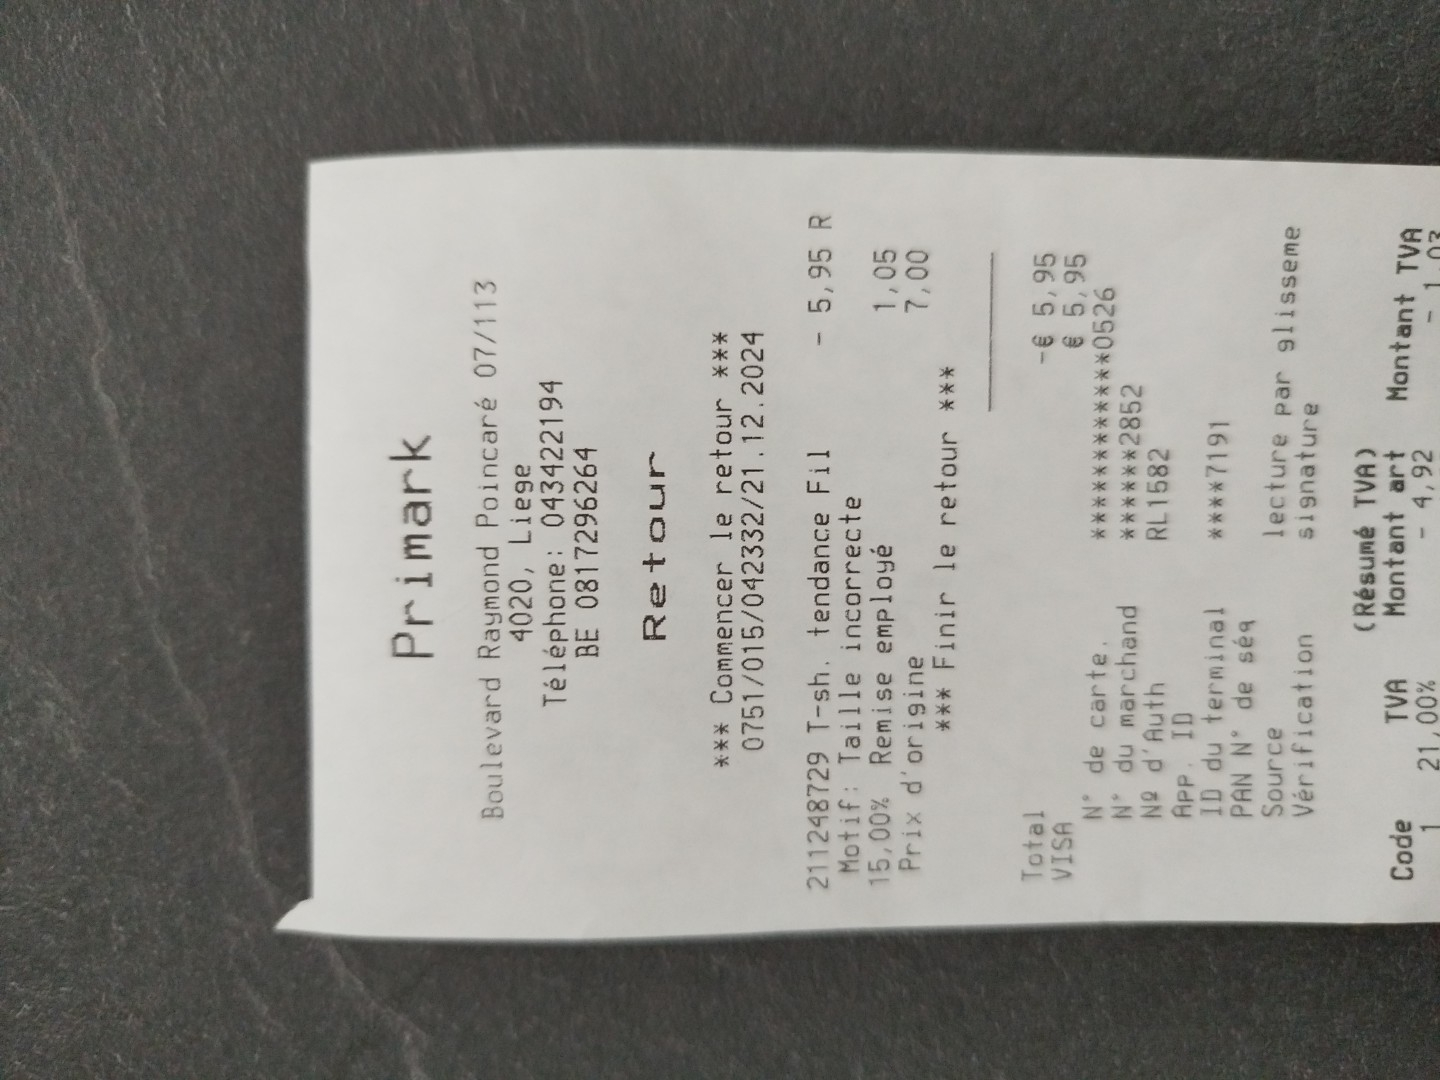 Primark
Boulevard Raymond Poincaré 07/113
4020, Liege
Téléphone: 043422194
BE 0817296264
Retour
*** Commencer le retour ***
0751/015/042332/21.12.2024
211248729 T-sh. tendance Fil - 5,95 R
Motif: Taille incorrecte
15,00% Remise employé 1,05
Prix d'origine 7,00
*** Finir le retour ***
Total -€ 5,95
VISA € 5,95
N° de carte. ************0526
N° du marchand ******2852
Nº d'Auth RL1582
App. ID
ID du terminal ****7191
PAN N° de séq
Source lecture par glisseme
Vérification signature
(Résumé TVA)
Code TVA Montant art Montant TVA
1 21,00% - 4,92 - 1,03